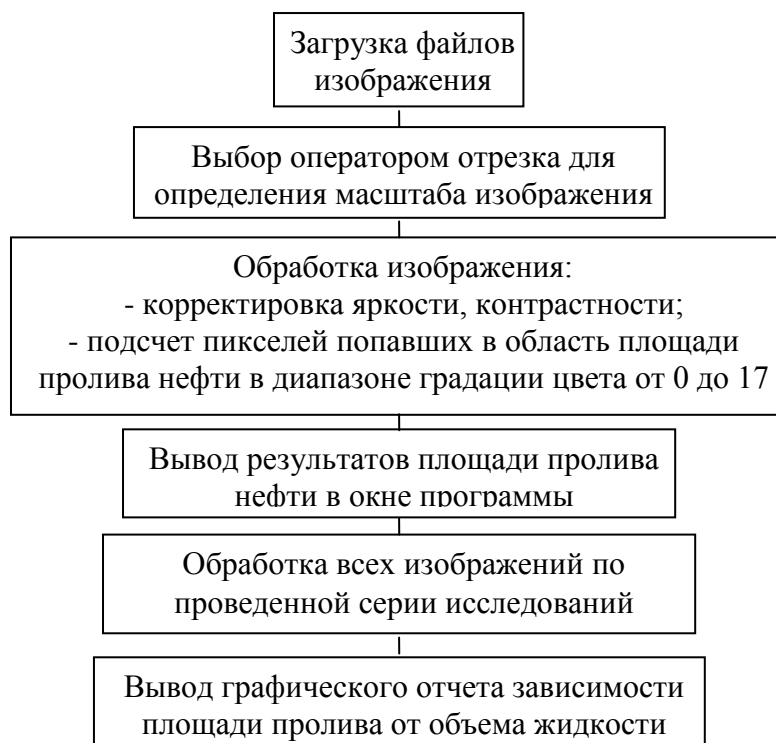 Загрузка файлов
изображения
Выбор оператором отрезка для
определения масштаба изображения
Обработка изображения:
- корректировка яркости, контрастности;
- подсчет пикселей попавших в область площади
пролива нефти в диапазоне градации цвета от 0 до 17
Вывод результатов площади пролива
нефти в окне программы
Обработка всех изображений по
проведенной серии исследований
Вывод графического отчета зависимости
площади пролива от объема жидкости